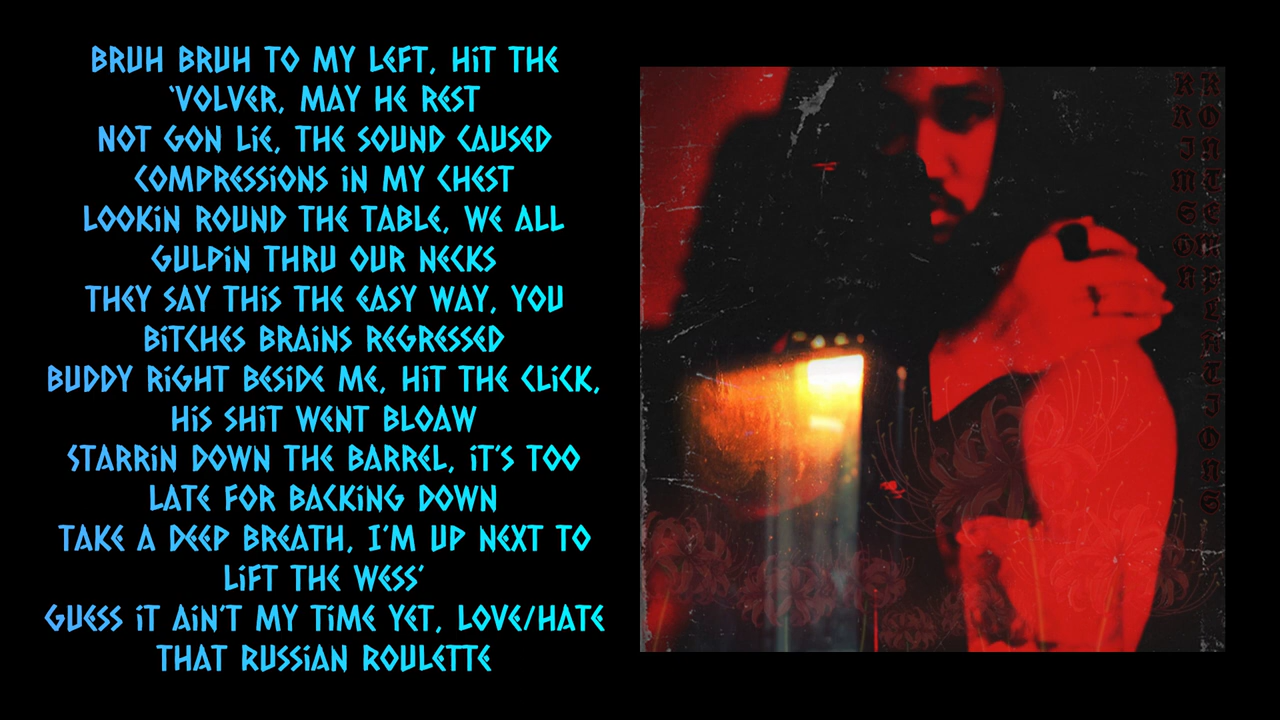 BRUH BRUH TO MY LEFT, HiT THE
'VOLVER, MAY HE REST
NOT GON LiE, THE SOUND CAUSED
COMPRESSiONS iN MY CHEST
LOOKiN ROUND THE TABLE, WE ALL
GULPiN THRU OUR NECKS
THEY SAY THiS THE EASY WAY, YOU
BiTCHES BRAiNS REGRESSED
BUDDY RiGHT BESiDE ME, HiT THE CLiCK,
HiS SHiT WENT BLOAW
STARRiN DOWN THE BARREL, iT'S TOO
LATE FOR BACKiNG DOWN
TAKE A DEEP BREATH, I'M UP NEXT TO
LiFT THE WESS'
GUESS iT AiN'T MY TiME YET, LOVE/HATE
THAT RUSSiAN ROULETTE
KRIMSON
KONTEMPLENTIONS